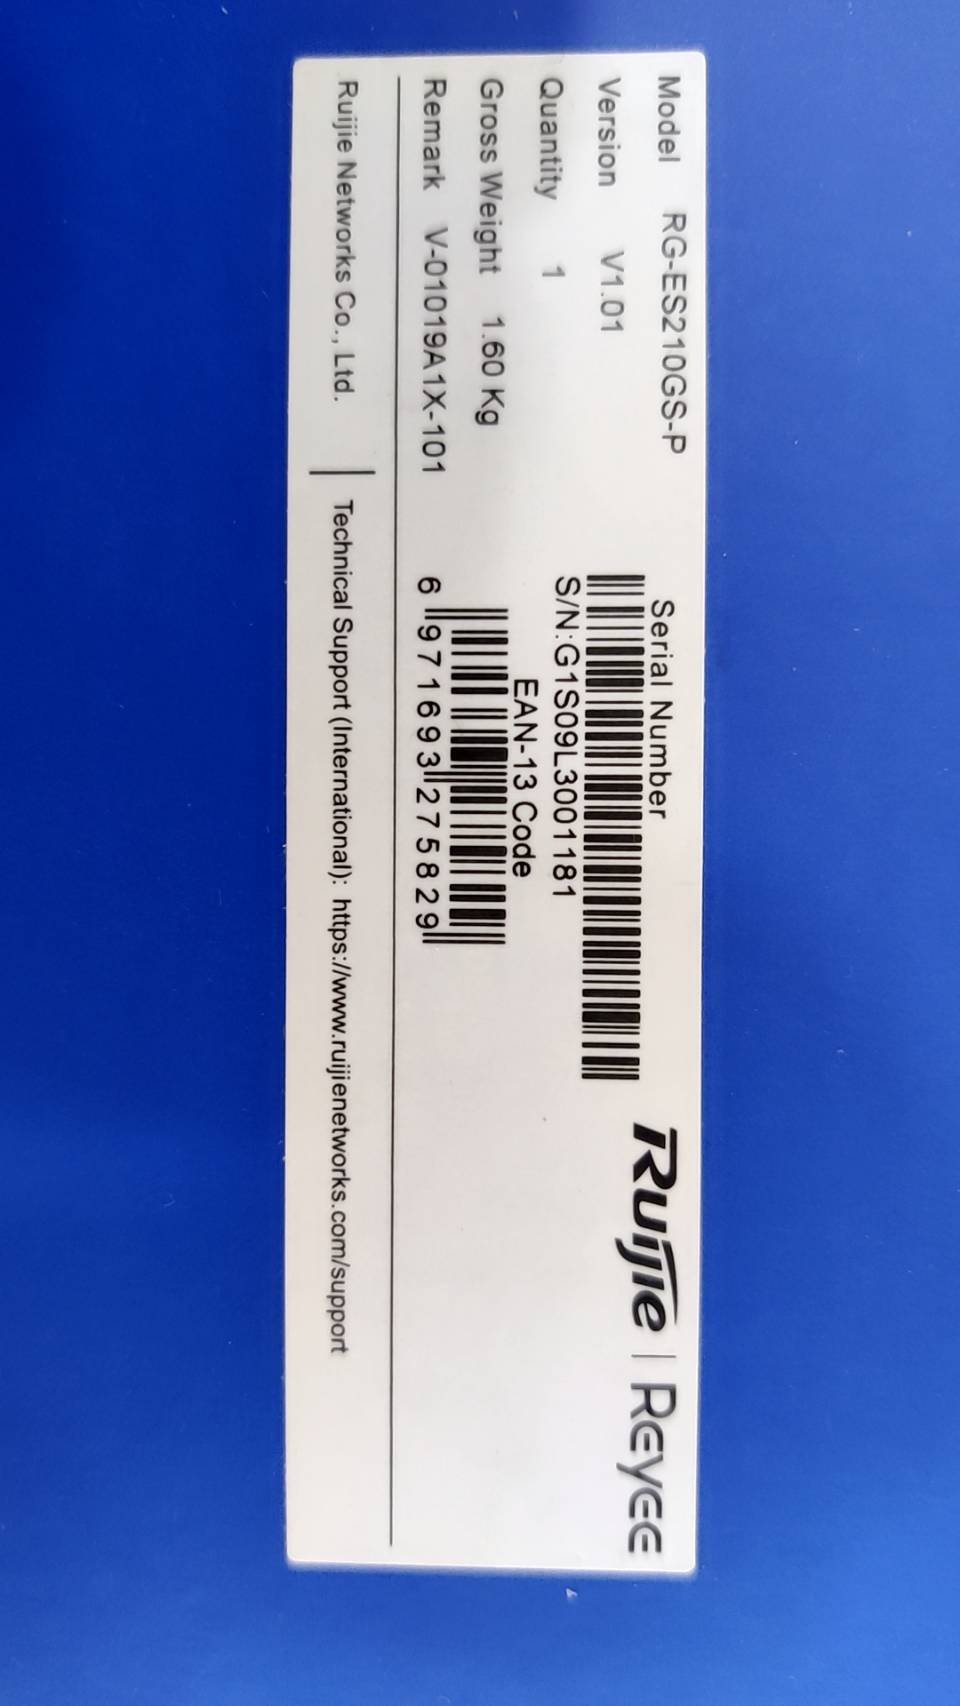 Model RG-ES210GS-P
Version V1.01
Quantity 1
Gross Weight 1.60 Kg
Remark V-01019A1X-101
Serial Number
S/N:G1S09L3001181
EAN-13 Code
6 971693 275829
Ruijie | Reyee
Ruijie Networks Co., Ltd. | Technical Support (International): https://www.ruijienetworks.com/support